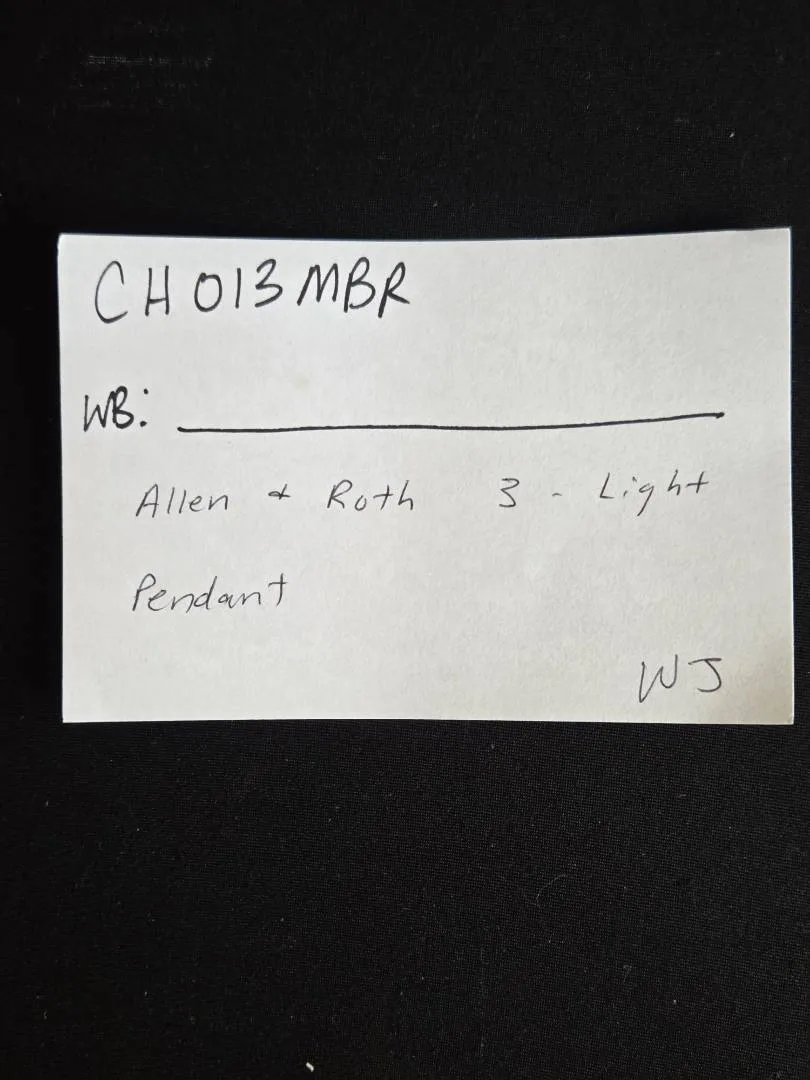 CH013MBR
WB: ____________________
Allen & Roth 3 - Light
Pendant
WJ